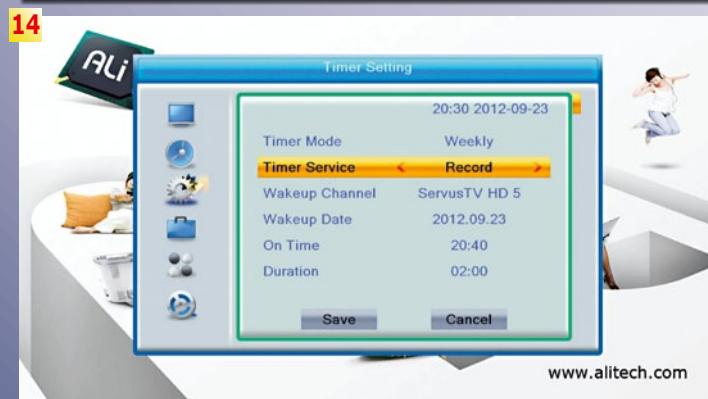 14
ALi
Timer Setting
20:30 2012-09-23
Timer Mode Weekly
Timer Service < Record >
Wakeup Channel ServusTV HD 5
Wakeup Date 2012.09.23
On Time 20:40
Duration 02:00
Save Cancel
www.alitech.com